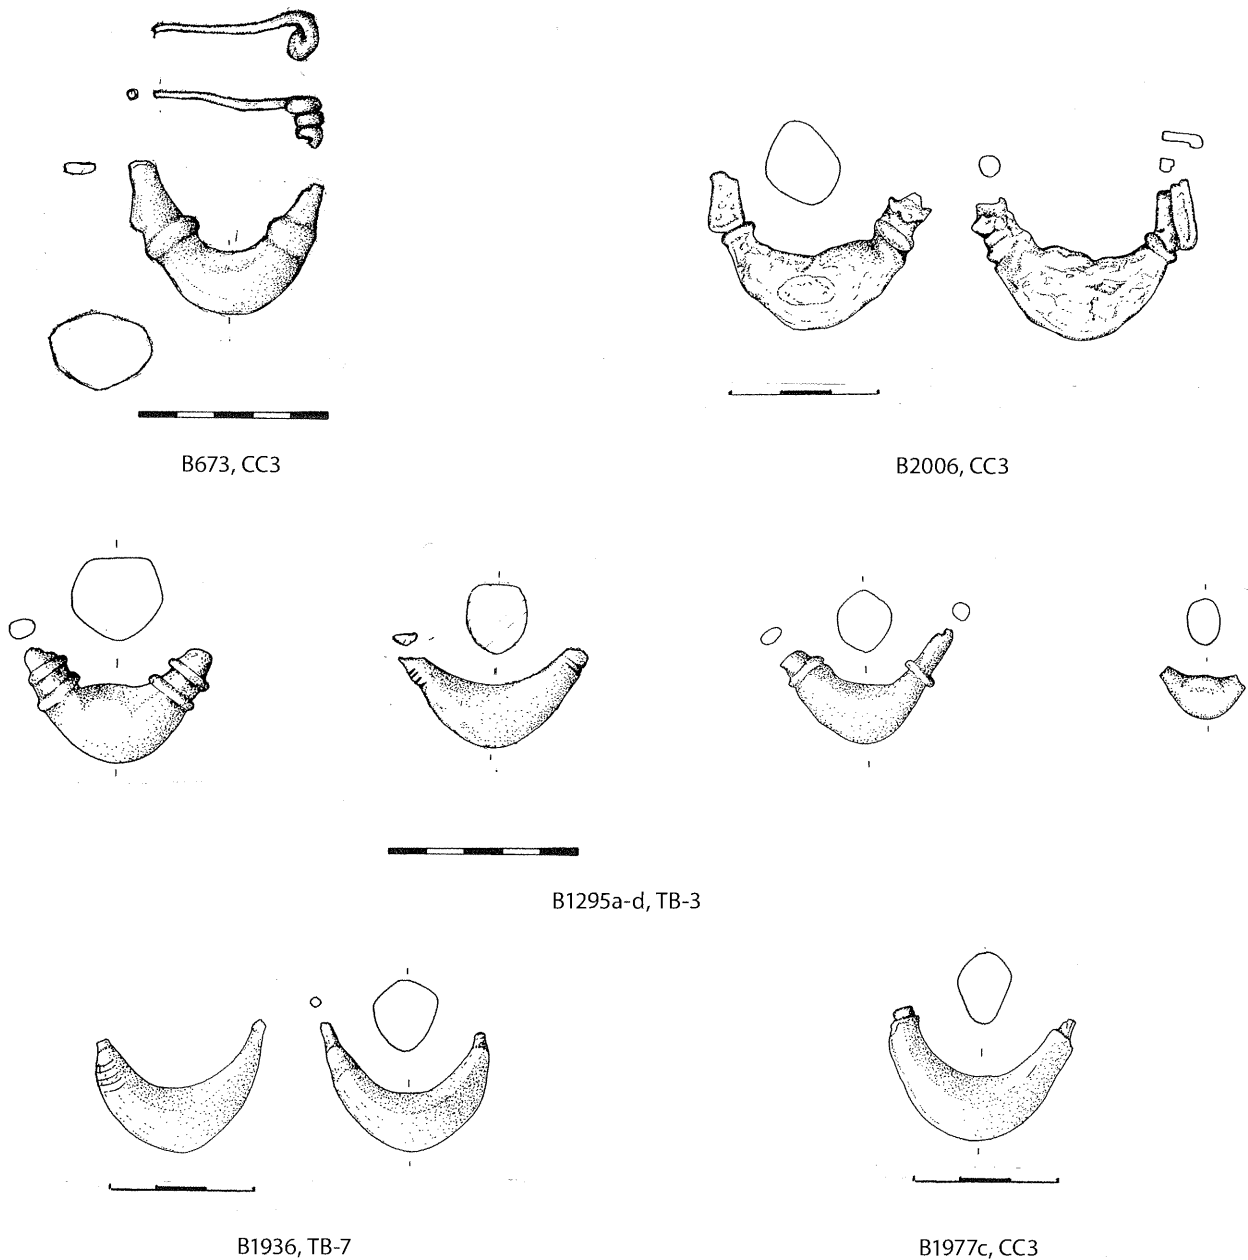 B673, CC3
B2006, CC3
B1295a-d, TB-3
B1936, TB-7
B1977c, CC3